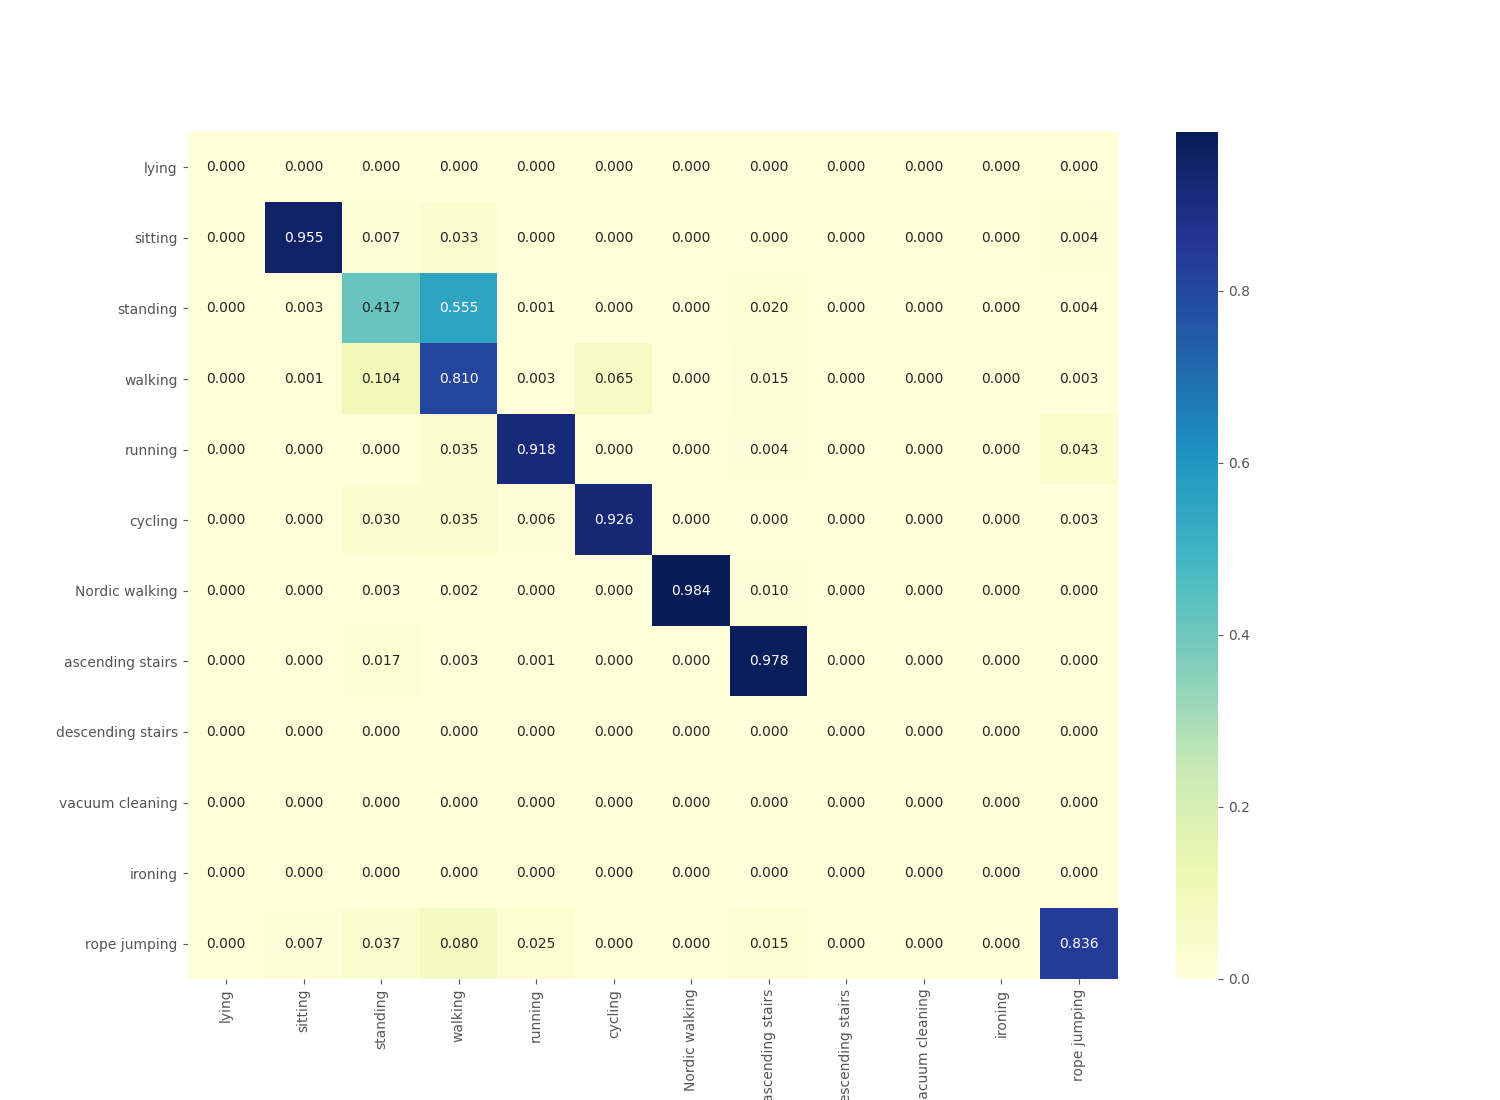 lying 0.000 0.000 0.000 0.000 0.000 0.000 0.000 0.000 0.000 0.000 0.000 0.000
sitting 0.000 0.955 0.007 0.033 0.000 0.000 0.000 0.000 0.000 0.000 0.000 0.004
standing 0.000 0.003 0.417 0.555 0.001 0.000 0.000 0.020 0.000 0.000 0.000 0.004
walking 0.000 0.001 0.104 0.810 0.003 0.065 0.000 0.015 0.000 0.000 0.000 0.003
running 0.000 0.000 0.000 0.035 0.918 0.000 0.000 0.004 0.000 0.000 0.000 0.043
cycling 0.000 0.000 0.030 0.035 0.006 0.926 0.000 0.000 0.000 0.000 0.000 0.003
Nordic walking 0.000 0.000 0.003 0.002 0.000 0.000 0.984 0.010 0.000 0.000 0.000 0.000
ascending stairs 0.000 0.000 0.017 0.003 0.001 0.000 0.000 0.978 0.000 0.000 0.000 0.000
descending stairs 0.000 0.000 0.000 0.000 0.000 0.000 0.000 0.000 0.000 0.000 0.000 0.000
vacuum cleaning 0.000 0.000 0.000 0.000 0.000 0.000 0.000 0.000 0.000 0.000 0.000 0.000
ironing 0.000 0.000 0.000 0.000 0.000 0.000 0.000 0.000 0.000 0.000 0.000 0.000
rope jumping 0.000 0.007 0.037 0.080 0.025 0.000 0.000 0.015 0.000 0.000 0.000 0.836
lying
sitting
standing
walking
running
cycling
Nordic walking
ascending stairs
escending stairs
acuum cleaning
ironing
rope jumping
0.8
0.6
0.4
0.2
0.0